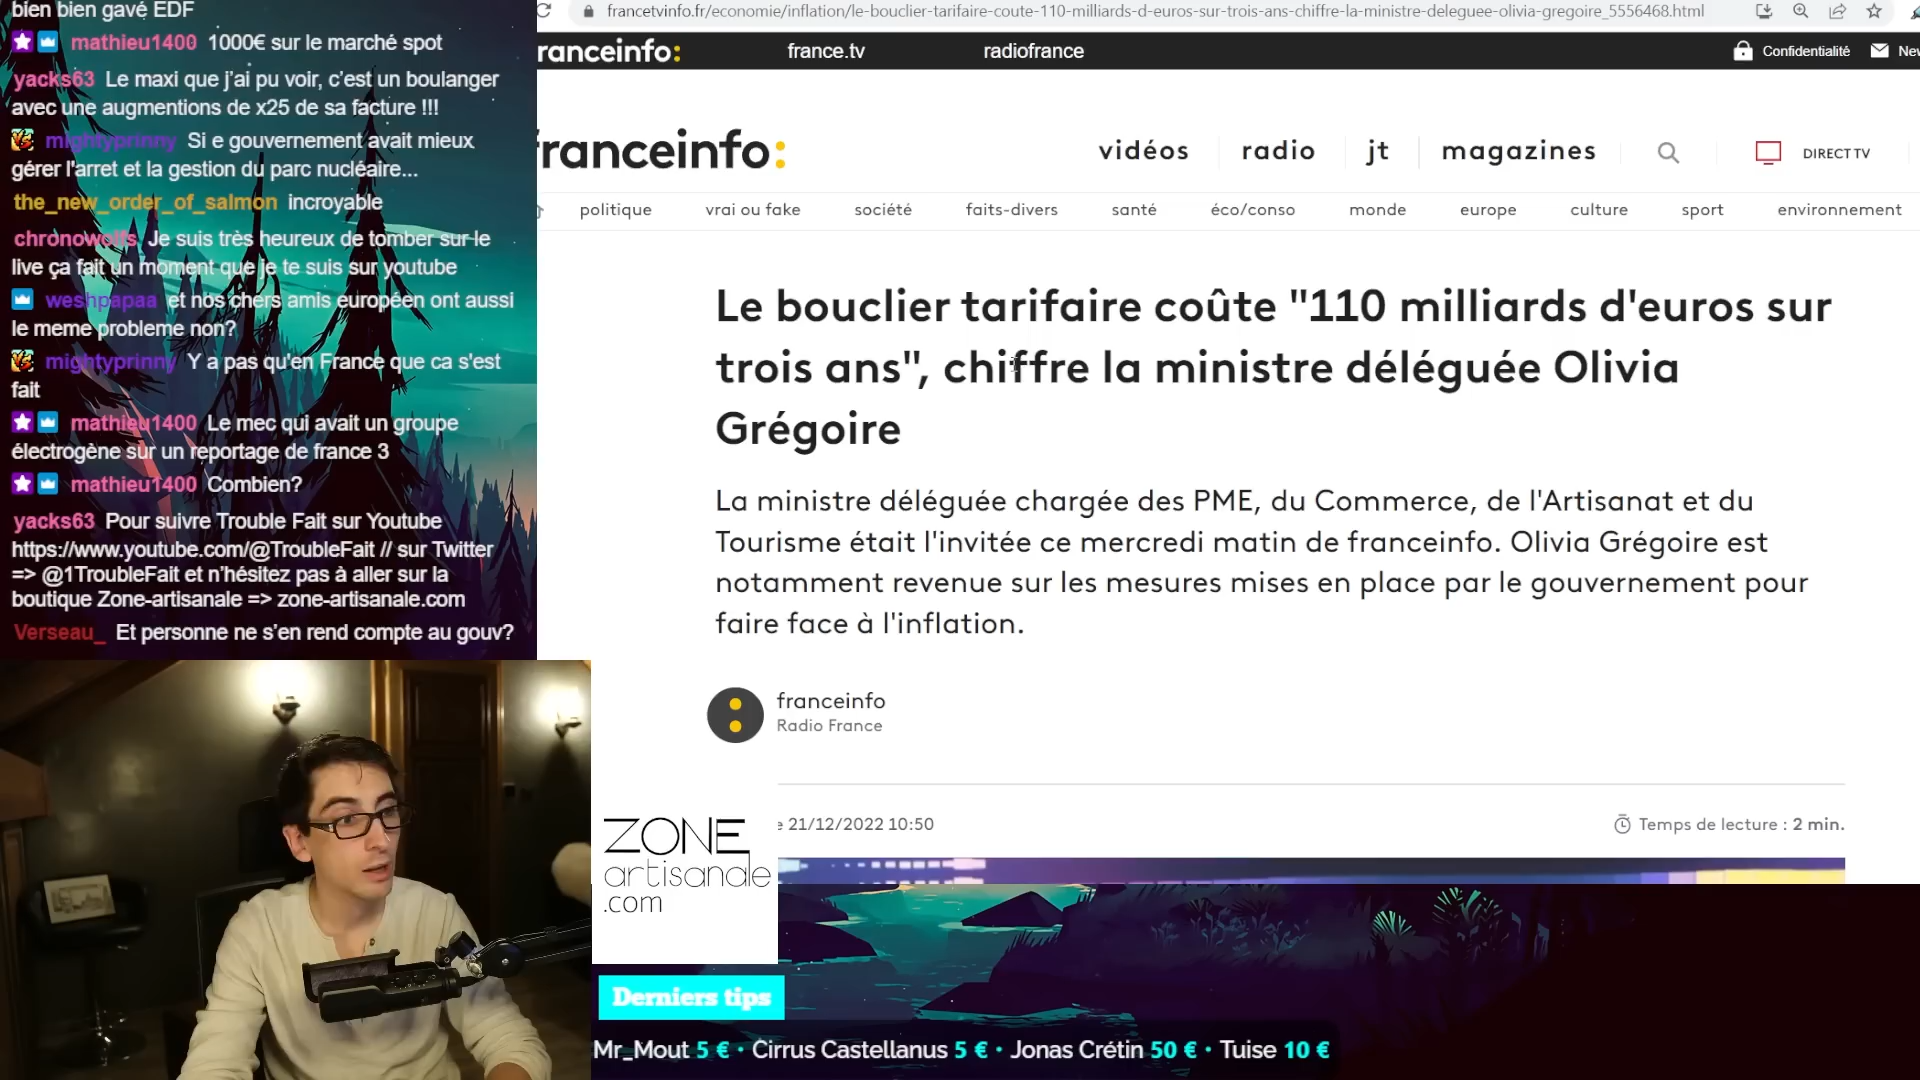 bien bien gavé EDF
mathieu1400 1000€ sur le marché spot
yacks63 Le maxi que j'ai pu voir, c'est un boulanger
avec une augmentions de x25 de sa facture !!!
mightyprinny Si e gouvernement avait mieux
gérer l'arret et la gestion du parc nucléaire...
the_new_order_of_salmon incroyable
chronowolfs Je suis très heureux de tomber sur le
live ça fait un moment que je te suis sur youtube
weshpapaa et nos chers amis européen ont aussi
le meme probleme non?
mightyprinny Y a pas qu'en France que ca s'est
fait
mathieu1400 Le mec qui avait un groupe
électrogène sur un reportage de france 3
mathieu1400 Combien?
yacks63 Pour suivre Trouble Fait sur Youtube
https://www.youtube.com/@TroubleFait // sur Twitter
=> @1TroubleFait et n'hésitez pas à aller sur la
boutique Zone-artisanale => zone-artisanale.com
Verseau_ Et personne ne s'en rend compte au gouv?
francetvinfo.fr/economie/inflation/le-bouclier-tarifaire-coute-110-milliards-d-euros-sur-trois-ans-chiffre-la-ministre-deleguee-olivia-gregoire_5556468.html
ranceinfo: france.tv radiofrance Confidentialité New
franceinfo: vidéos radio jt magazines DIRECT TV
politique vrai ou fake société faits-divers santé éco/conso monde europe culture sport environnement
Le bouclier tarifaire coûte "110 milliards d'euros sur
trois ans", chiffre la ministre déléguée Olivia
Grégoire
La ministre déléguée chargée des PME, du Commerce, de l'Artisanat et du
Tourisme était l'invitée ce mercredi matin de franceinfo. Olivia Grégoire est
notamment revenue sur les mesures mises en place par le gouvernement pour
faire face à l'inflation.
franceinfo
Radio France
e 21/12/2022 10:50 Temps de lecture : 2 min.
ZONE
artisanale
.com
Derniers tips
Mr_Mout 5 € · Cirrus Castellanus 5 € · Jonas Crétin 50 € · Tuise 10 €